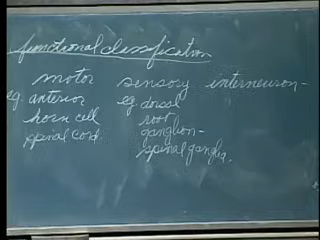 functional classification
motor sensory interneuron-
eg. anterior eg. dorsal
horn cell root
spinal cord. ganglion-
spinal ganglia.